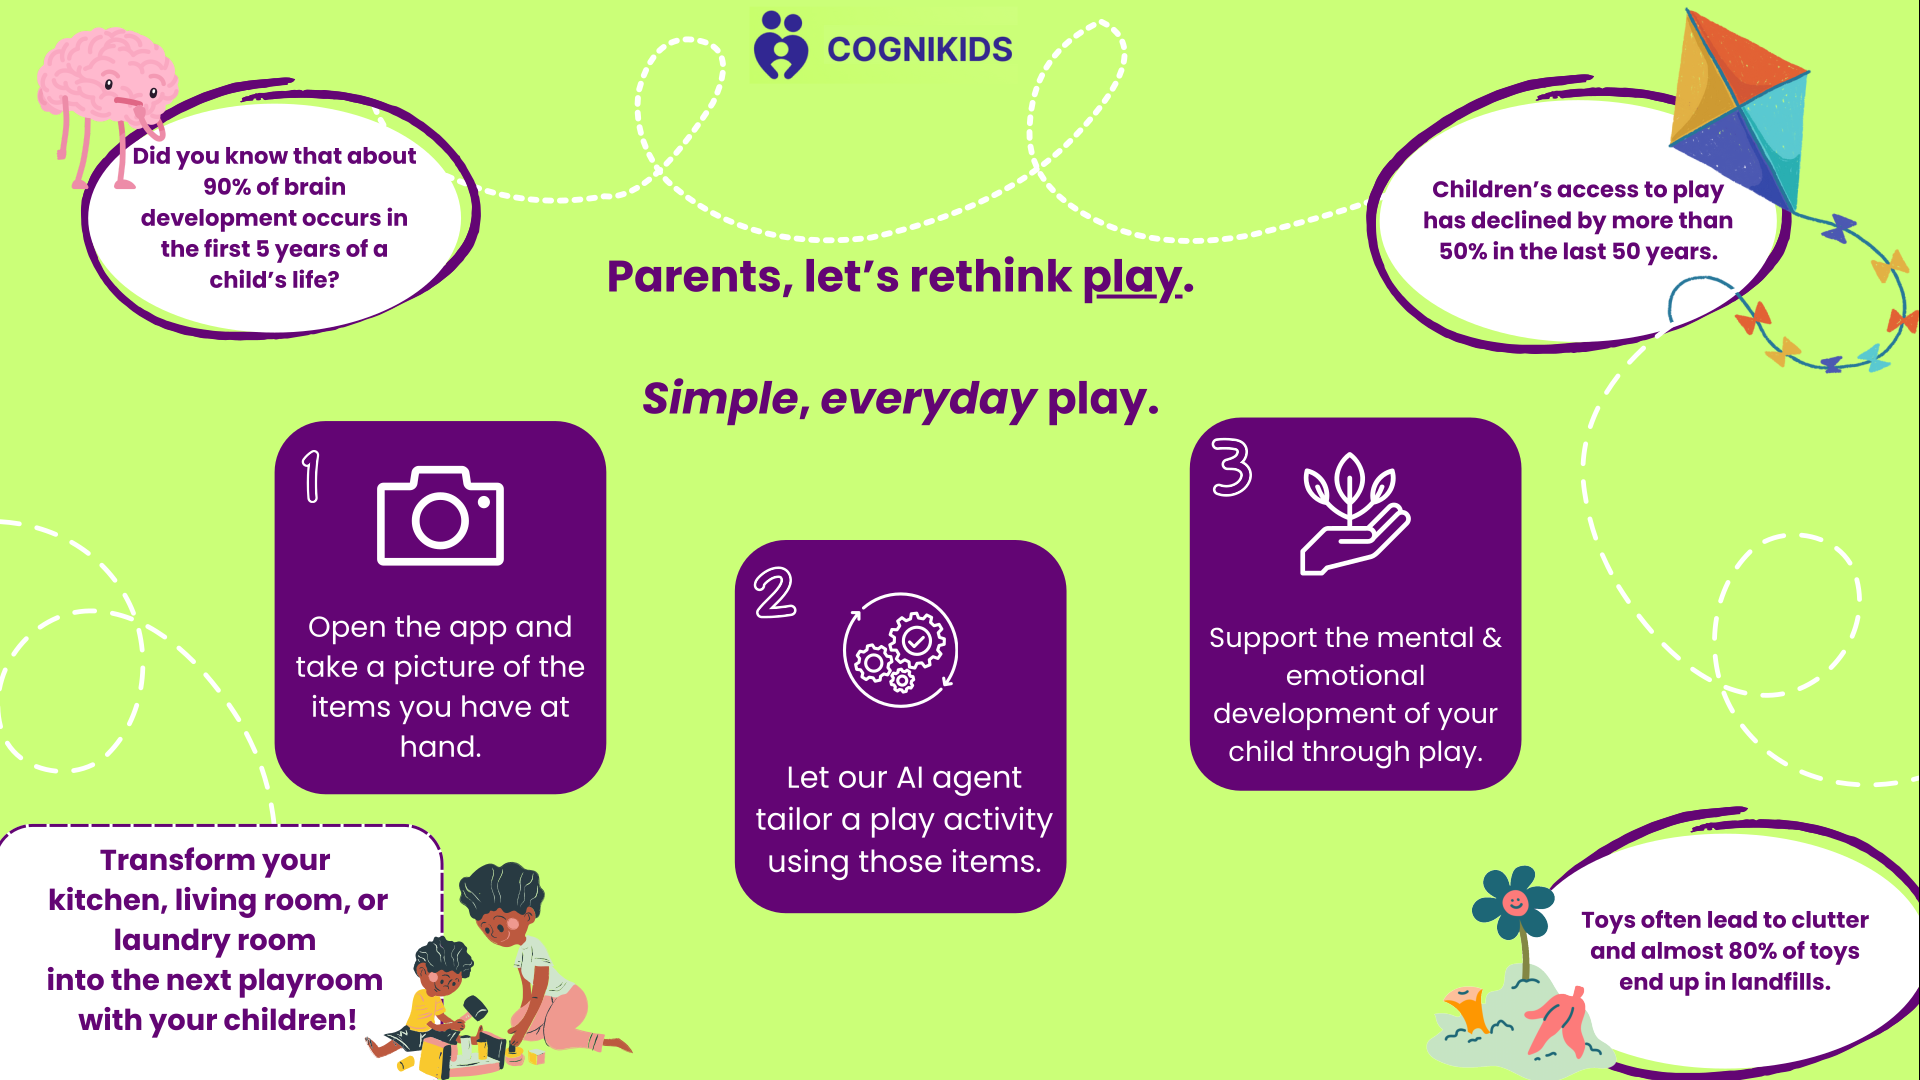 COGNIKIDS
Did you know that about
90% of brain
development occurs in
the first 5 years of a
child’s life?
Children’s access to play
has declined by more than
50% in the last 50 years.
Parents, let’s rethink play.
Simple, everyday play.
1
Open the app and
take a picture of the
items you have at
hand.
2
Let our AI agent
tailor a play activity
using those items.
3
Support the mental &
emotional
development of your
child through play.
Transform your
kitchen, living room, or
laundry room
into the next playroom
with your children!
Toys often lead to clutter
and almost 80% of toys
end up in landfills.